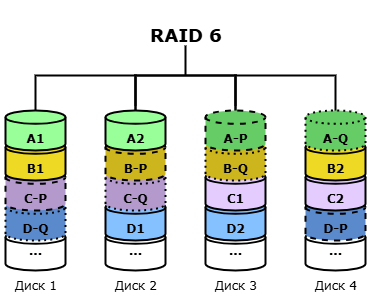 RAID 6
A1 A2 A-P A-Q
B1 B-P B-Q B2
C-P C-Q C1 C2
D-Q D1 D2 D-P
... ... ... ...
Диск 1 Диск 2 Диск 3 Диск 4